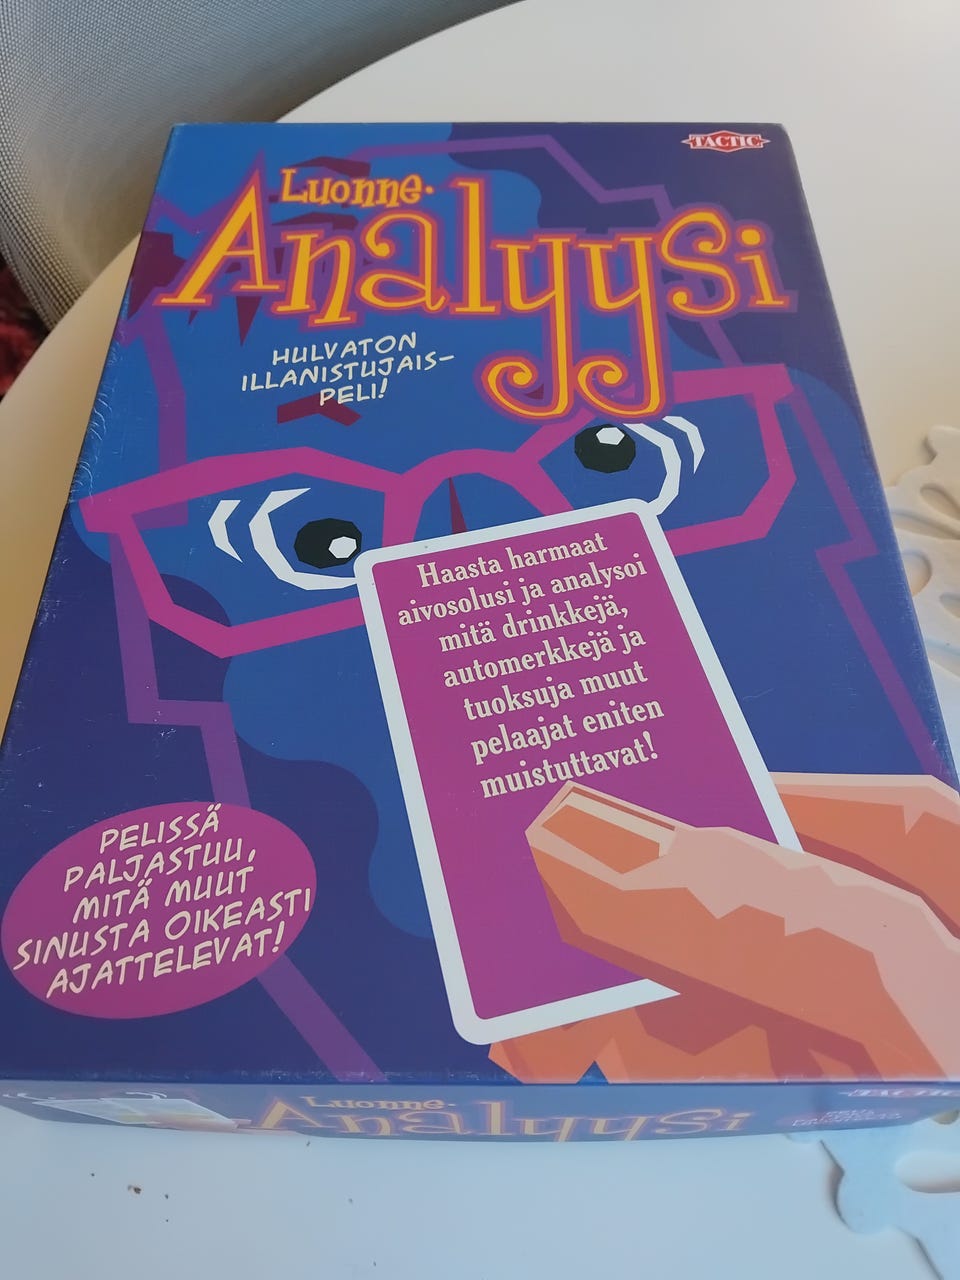 TACTIC
Luonne-
Analyysi
HULVATON
ILLANISTUJAIS-
PELI!
Haasta harmaat
aivosolusi ja analysoi
mitä drinkkejä,
automerkkejä ja
tuoksuja muut
pelaajat eniten
muistuttavat!
PELISSÄ
PALJASTUU,
MITÄ MUUT
SINUSTA OIKEASTI
AJATTELEVAT!
Luonne-
Analyysi
TACTIC